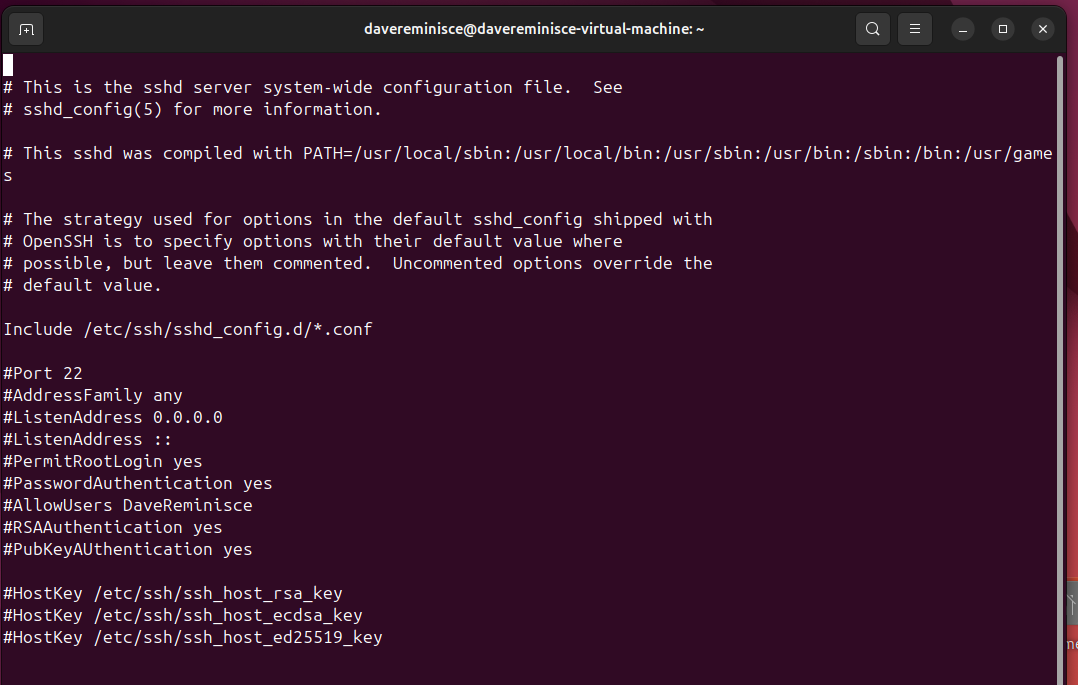 davereminisce@davereminisce-virtual-machine: ~
# This is the sshd server system-wide configuration file.  See
# sshd_config(5) for more information.
# This sshd was compiled with PATH=/usr/local/sbin:/usr/local/bin:/usr/sbin:/usr/bin:/sbin:/bin:/usr/game
s
# The strategy used for options in the default sshd_config shipped with
# OpenSSH is to specify options with their default value where
# possible, but leave them commented.  Uncommented options override the
# default value.
Include /etc/ssh/sshd_config.d/*.conf
#Port 22
#AddressFamily any
#ListenAddress 0.0.0.0
#ListenAddress ::
#PermitRootLogin yes
#PasswordAuthentication yes
#AllowUsers DaveReminisce
#RSAAuthentication yes
#PubKeyAUthentication yes
#HostKey /etc/ssh/ssh_host_rsa_key
#HostKey /etc/ssh/ssh_host_ecdsa_key
#HostKey /etc/ssh/ssh_host_ed25519_key